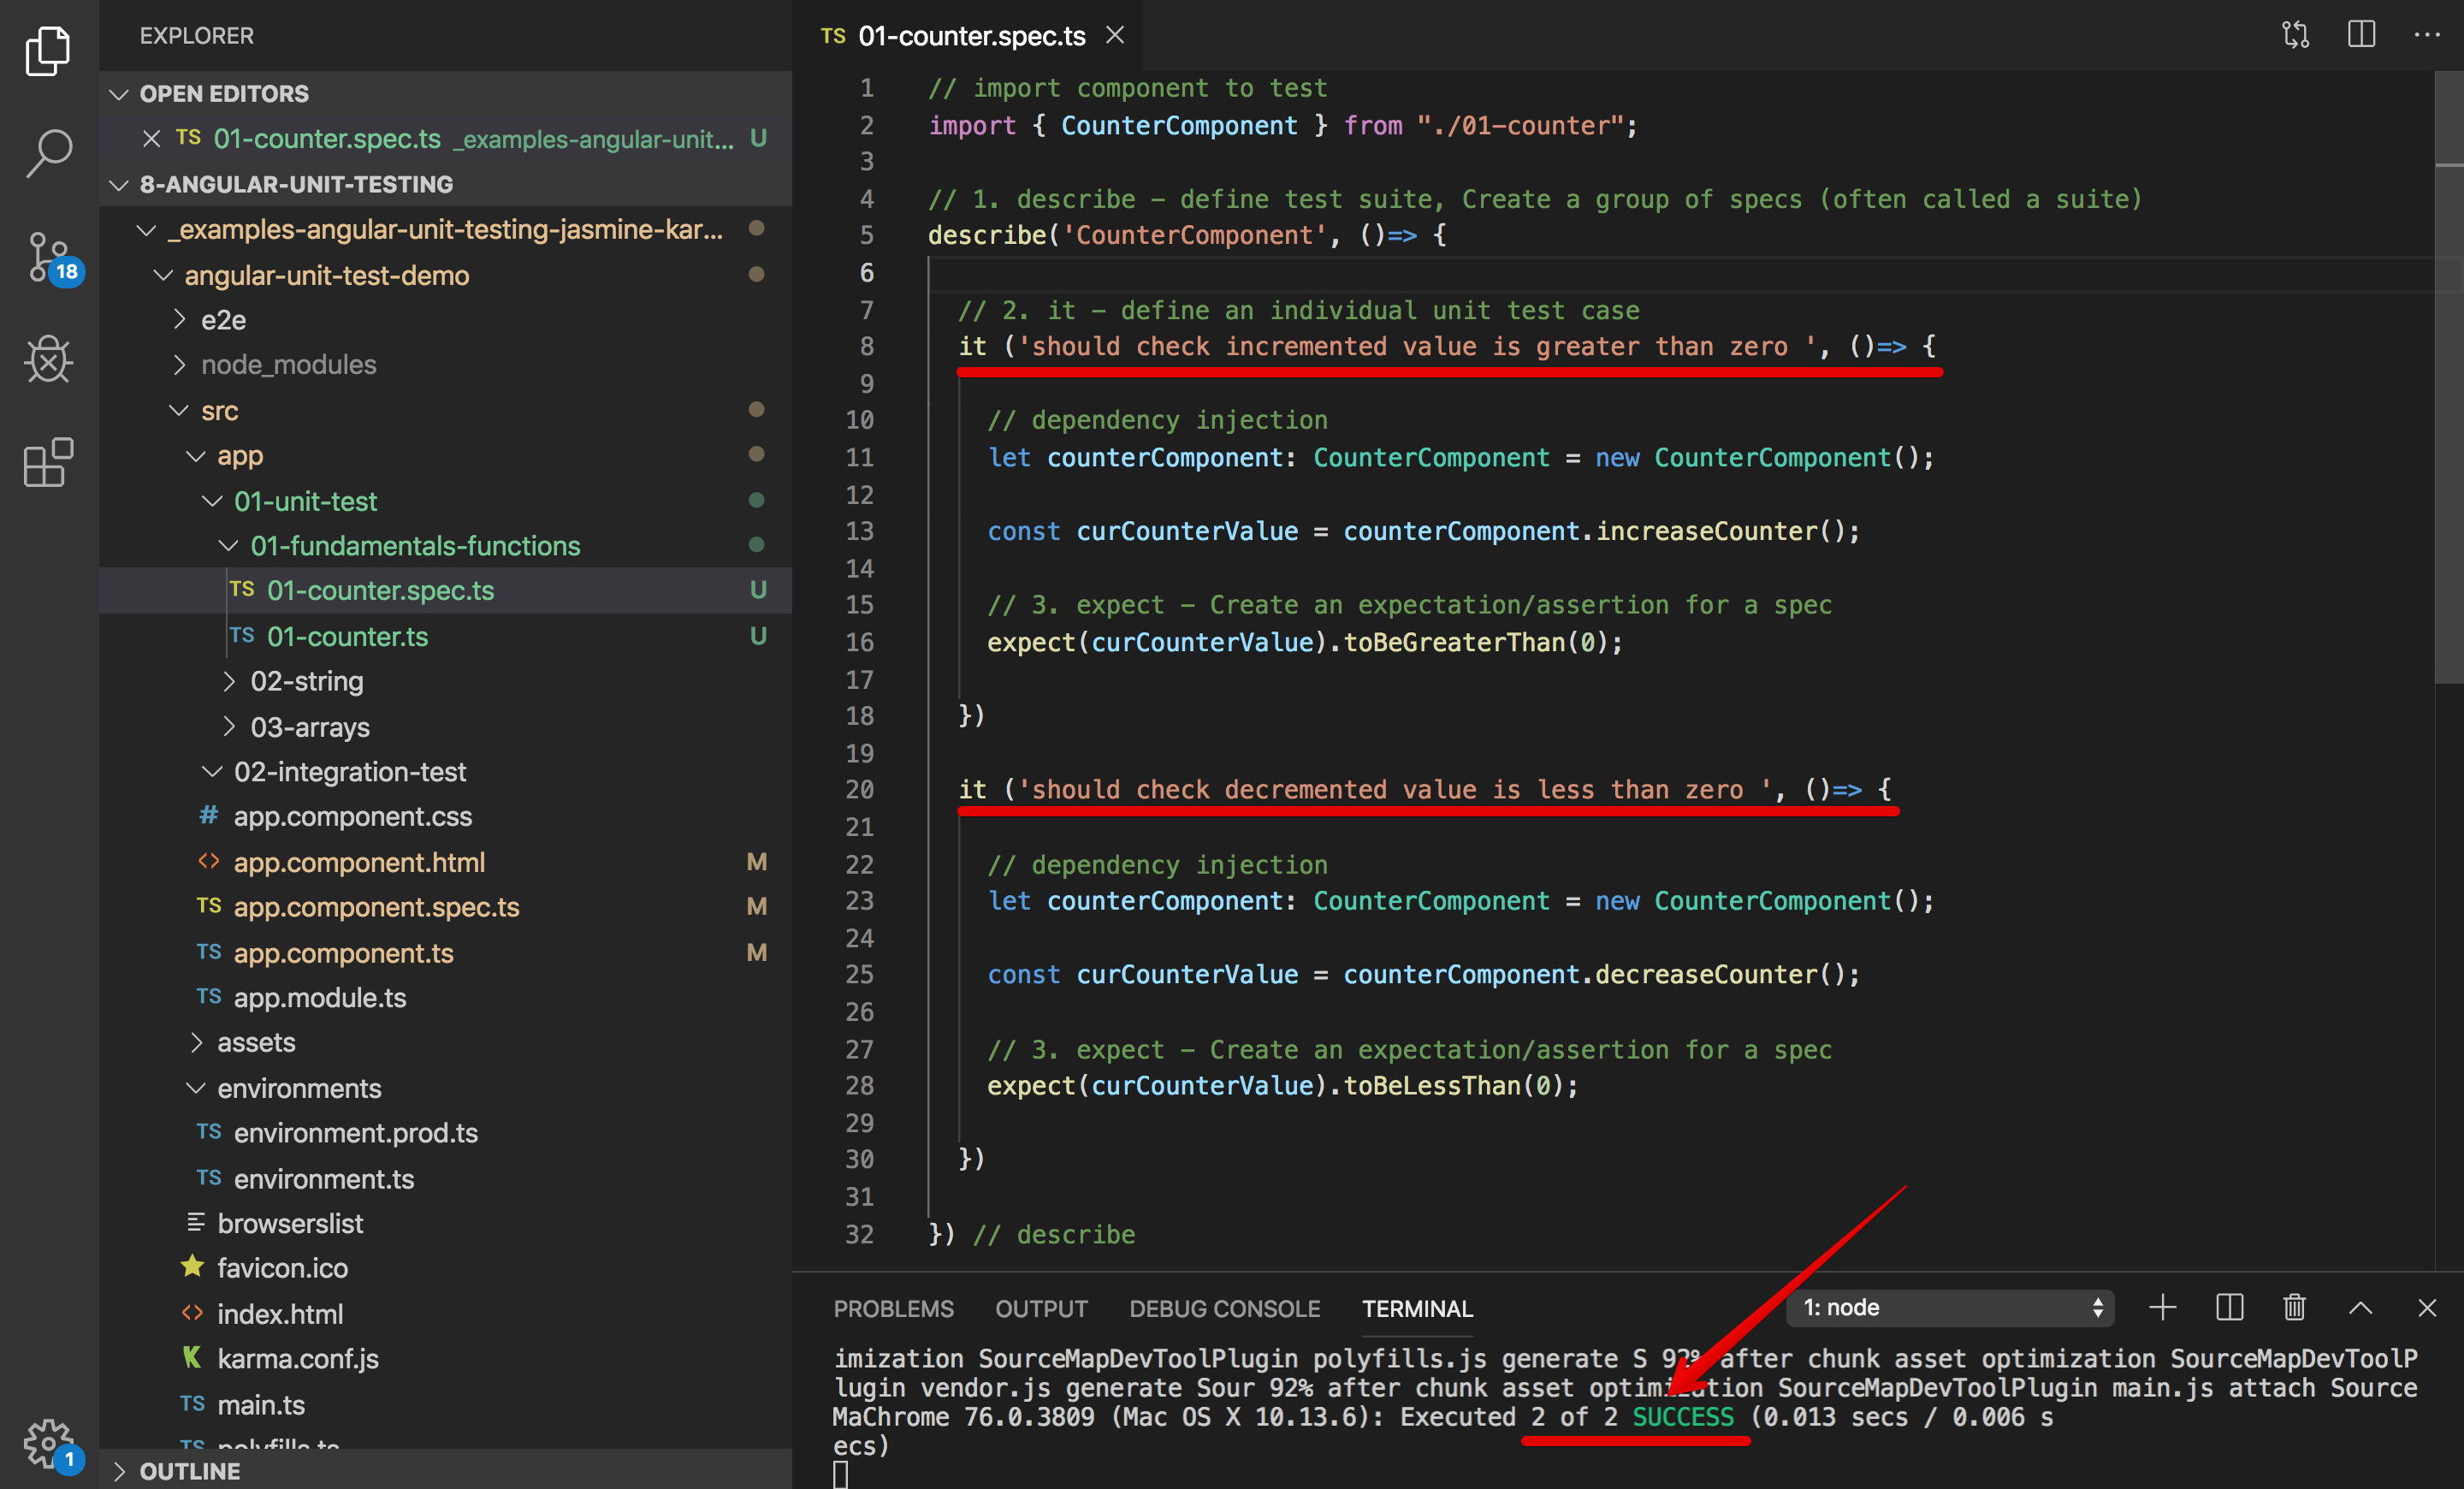 EXPLORER
OPEN EDITORS
TS 01-counter.spec.ts _examples-angular-unit... U
8-ANGULAR-UNIT-TESTING
_examples-angular-unit-testing-jasmine-kar...
angular-unit-test-demo
e2e
node_modules
src
app
01-unit-test
01-fundamentals-functions
TS 01-counter.spec.ts U
TS 01-counter.ts U
02-string
03-arrays
02-integration-test
# app.component.css
<> app.component.html M
TS app.component.spec.ts M
TS app.component.ts M
TS app.module.ts
assets
environments
TS environment.prod.ts
TS environment.ts
browserslist
favicon.ico
<> index.html
karma.conf.js
TS main.ts
TS polyfills.ts
OUTLINE
18
1
TS 01-counter.spec.ts
1 // import component to test
2 import { CounterComponent } from "./01-counter";
3
4 // 1. describe – define test suite, Create a group of specs (often called a suite)
5 describe('CounterComponent', ()=> {
6
7 // 2. it – define an individual unit test case
8 it ('should check incremented value is greater than zero ', ()=> {
9
10 // dependency injection
11 let counterComponent: CounterComponent = new CounterComponent();
12
13 const curCounterValue = counterComponent.increaseCounter();
14
15 // 3. expect – Create an expectation/assertion for a spec
16 expect(curCounterValue).toBeGreaterThan(0);
17
18 })
19
20 it ('should check decremented value is less than zero ', ()=> {
21
22 // dependency injection
23 let counterComponent: CounterComponent = new CounterComponent();
24
25 const curCounterValue = counterComponent.decreaseCounter();
26
27 // 3. expect – Create an expectation/assertion for a spec
28 expect(curCounterValue).toBeLessThan(0);
29
30 })
31
32 }) // describe
PROBLEMS OUTPUT DEBUG CONSOLE TERMINAL 1: node
imization SourceMapDevToolPlugin polyfills.js generate S 92% after chunk asset optimization SourceMapDevToolP
lugin vendor.js generate Sour 92% after chunk asset optimization SourceMapDevToolPlugin main.js attach Source
MaChrome 76.0.3809 (Mac OS X 10.13.6): Executed 2 of 2 SUCCESS (0.013 secs / 0.006 s
ecs)